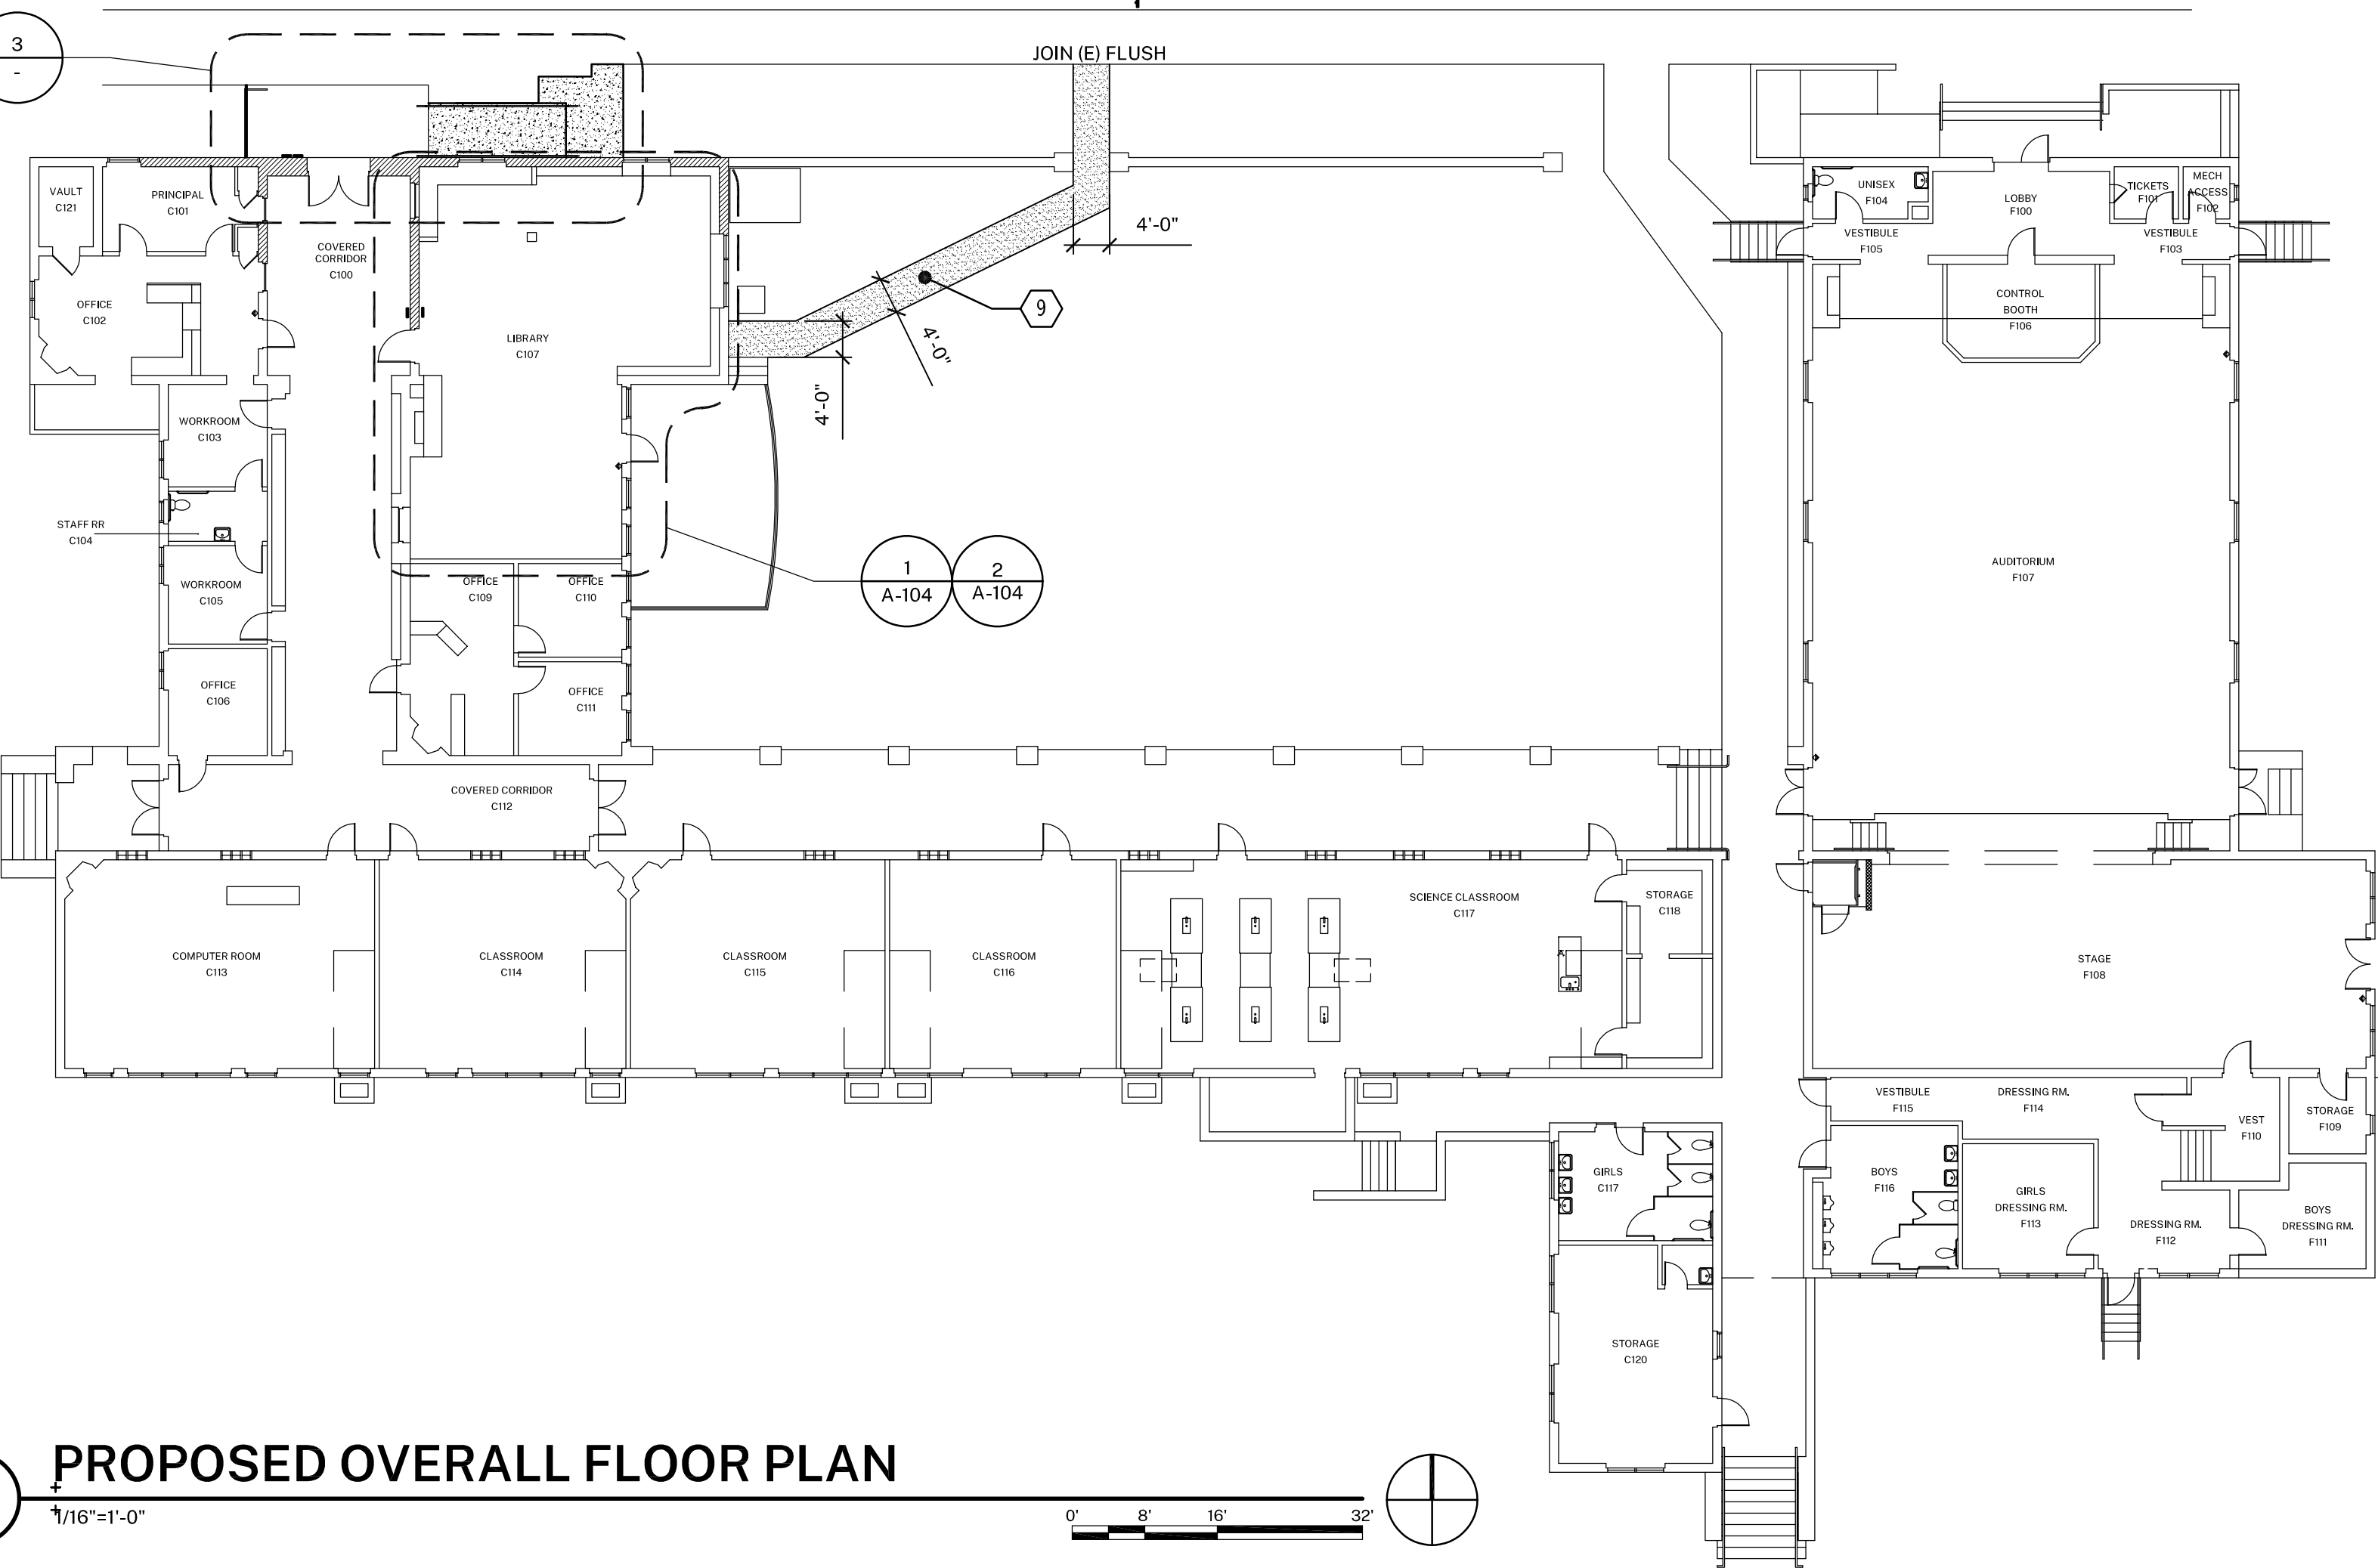 3
-
JOIN (E) FLUSH
VAULT
C121
PRINCIPAL
C101
COVERED
CORRIDOR
C100
OFFICE
C102
LIBRARY
C107
4'-0"
9
4'-0"
4'-0"
WORKROOM
C103
STAFF RR
C104
WORKROOM
C105
OFFICE
C106
OFFICE
C109
OFFICE
C110
OFFICE
C111
1
A-104
2
A-104
COVERED CORRIDOR
C112
COMPUTER ROOM
C113
CLASSROOM
C114
CLASSROOM
C115
CLASSROOM
C116
SCIENCE CLASSROOM
C117
STORAGE
C118
GIRLS
C117
STORAGE
C120
UNISEX
F104
LOBBY
F100
TICKETS
F101
MECH
ACCESS
F102
VESTIBULE
F105
VESTIBULE
F103
CONTROL
BOOTH
F106
AUDITORIUM
F107
STAGE
F108
VESTIBULE
F115
DRESSING RM.
F114
VEST
F110
STORAGE
F109
BOYS
F116
GIRLS
DRESSING RM.
F113
DRESSING RM.
F112
BOYS
DRESSING RM.
F111
PROPOSED OVERALL FLOOR PLAN
1/16"=1'-0"
0' 8' 16' 32'